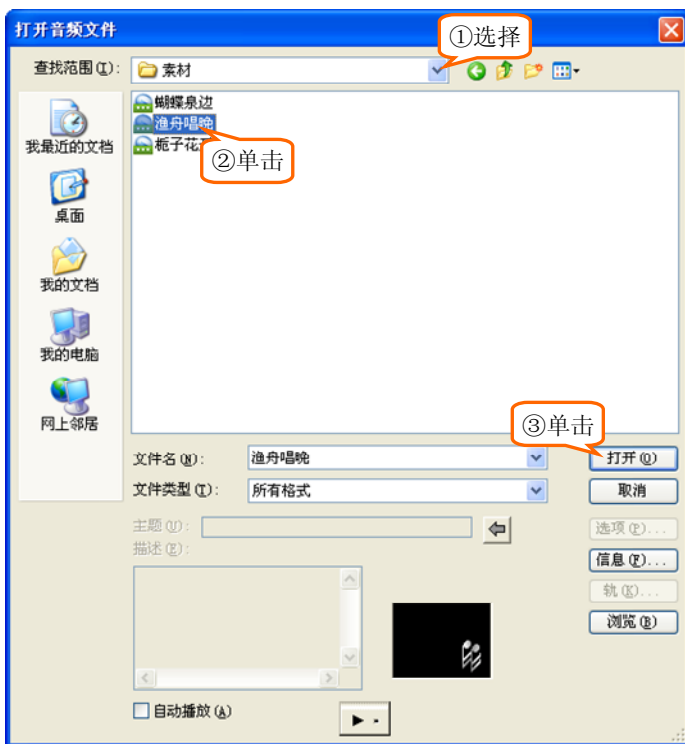 打开音频文件
①选择
查找范围(I):
素材
蝴蝶泉边
渔舟唱晚
栀子花
②单击
我最近的文档
桌面
我的文档
我的电脑
网上邻居
③单击
文件名(N):
渔舟唱晚
打开(O)
文件类型(T):
所有格式
取消
主题(U):
选项(P)...
描述(E):
信息(F)...
轨(K)...
浏览(B)
自动播放(A)